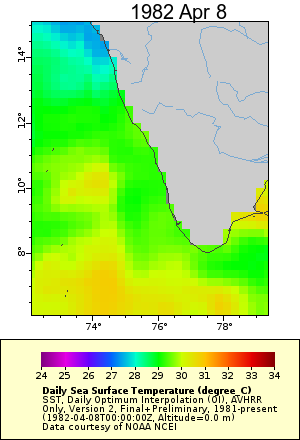 1982 Apr 8
14°
12°
10°
8°
74° 76° 78°
24 25 26 27 28 29 30 31 32 33 34
Daily Sea Surface Temperature (degree_C)
SST, Daily Optimum Interpolation (OI), AVHRR
Only, Version 2, Final+Preliminary, 1981-present
(1982-04-08T00:00:00Z, Altitude=0.0 m)
Data courtesy of NOAA NCEI